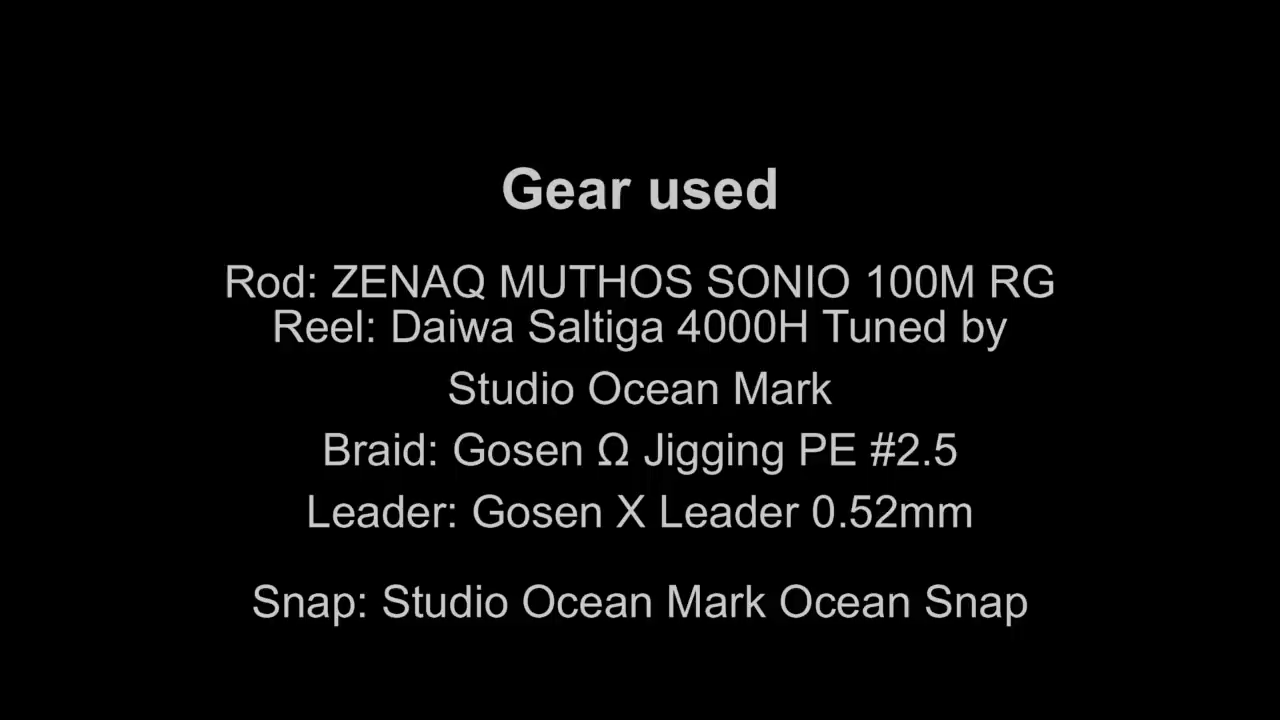 Gear used
Rod: ZENAQ MUTHOS SONIO 100M RG
Reel: Daiwa Saltiga 4000H Tuned by
Studio Ocean Mark
Braid: Gosen Ω Jigging PE #2.5
Leader: Gosen X Leader 0.52mm
Snap: Studio Ocean Mark Ocean Snap